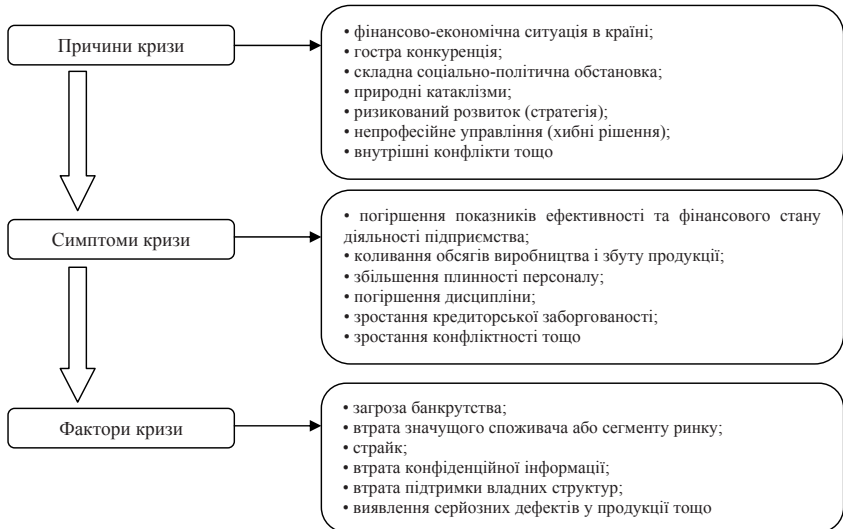 Причини кризи
• фінансово-економічна ситуація в країні;
• гостра конкуренція;
• складна соціально-політична обстановка;
• природні катаклізми;
• ризикований розвиток (стратегія);
• непрофесійне управління (хибні рішення);
• внутрішні конфлікти тощо
Симптоми кризи
• погіршення показників ефективності та фінансового стану
діяльності підприємства;
• коливання обсягів виробництва і збуту продукції;
• збільшення плинності персоналу;
• погіршення дисципліни;
• зростання кредиторської заборгованості;
• зростання конфліктності тощо
Фактори кризи
• загроза банкрутства;
• втрата значущого споживача або сегменту ринку;
• страйк;
• втрата конфіденційної інформації;
• втрата підтримки владних структур;
• виявлення серйозних дефектів у продукції тощо